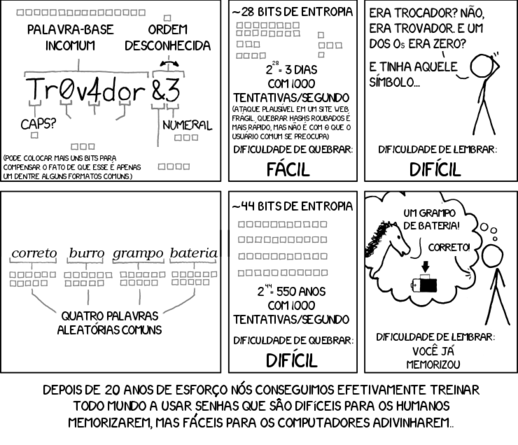 PALAVRA-BASE
INCOMUM
ORDEM
DESCONHECIDA
Tr0v4dor &3
CAPS?
NUMERAL
(PODE COLOCAR MAIS UNS BITS PARA
COMPENSAR O FATO DE QUE ESSE É APENAS
UM DENTRE ALGUNS FORMATOS COMUNS)
~28 BITS DE ENTROPIA
2^28 = 3 DIAS
COM 1000
TENTATIVAS/SEGUNDO
(ATAQUE PLAUSÍVEL EM UM SITE WEB
FRAGIL, QUEBRAR HASHS ROUBADOS E
MAIS RAPIDO, MAS NÃO É COM O QUE O
USUARIO COMUM SE PREOCUPA)
DIFICULDADE DE QUEBRAR:
FÁCIL
ERA TROCADOR? NÃO,
ERA TROVADOR. E UM
DOS Os ERA ZERO?
E TINHA AQUELE
SÍMBOLO...
DIFICULDADE DE LEMBRAR:
DIFÍCIL
correto burro grampo bateria
QUATRO PALAVRAS
ALEATÓRIAS COMUNS
~44 BITS DE ENTROPIA
2^44 = 550 ANOS
COM 1000
TENTATIVAS/SEGUNDO
DIFICULDADE DE QUEBRAR:
DIFÍCIL
UM GRAMPO
DE BATERIA!
CORRETO!
DIFICULDADE DE LEMBRAR:
VOCÊ JÁ
MEMORIZOU
DEPOIS DE 20 ANOS DE ESFORÇO NÓS CONSEGUIMOS EFETIVAMENTE TREINAR
TODO MUNDO A USAR SENHAS QUE SÃO DIFÍCEIS PARA OS HUMANOS
MEMORIZAREM, MAS FÁCEIS PARA OS COMPUTADORES ADIVINHAREM..